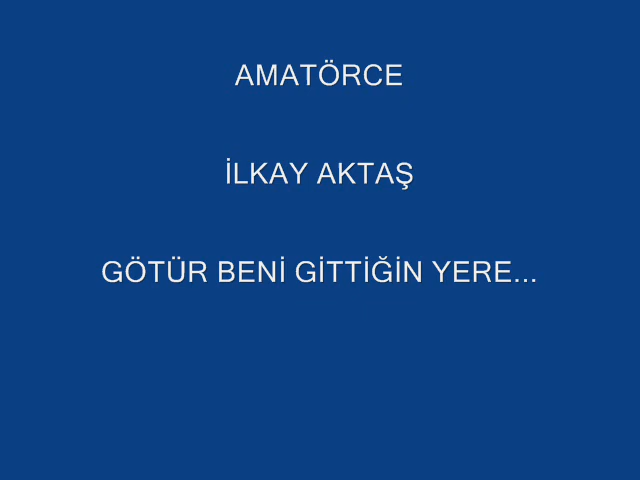 AMATÖRCE
İLKAY AKTAŞ
GÖTÜR BENİ GİTTİĞİN YERE...